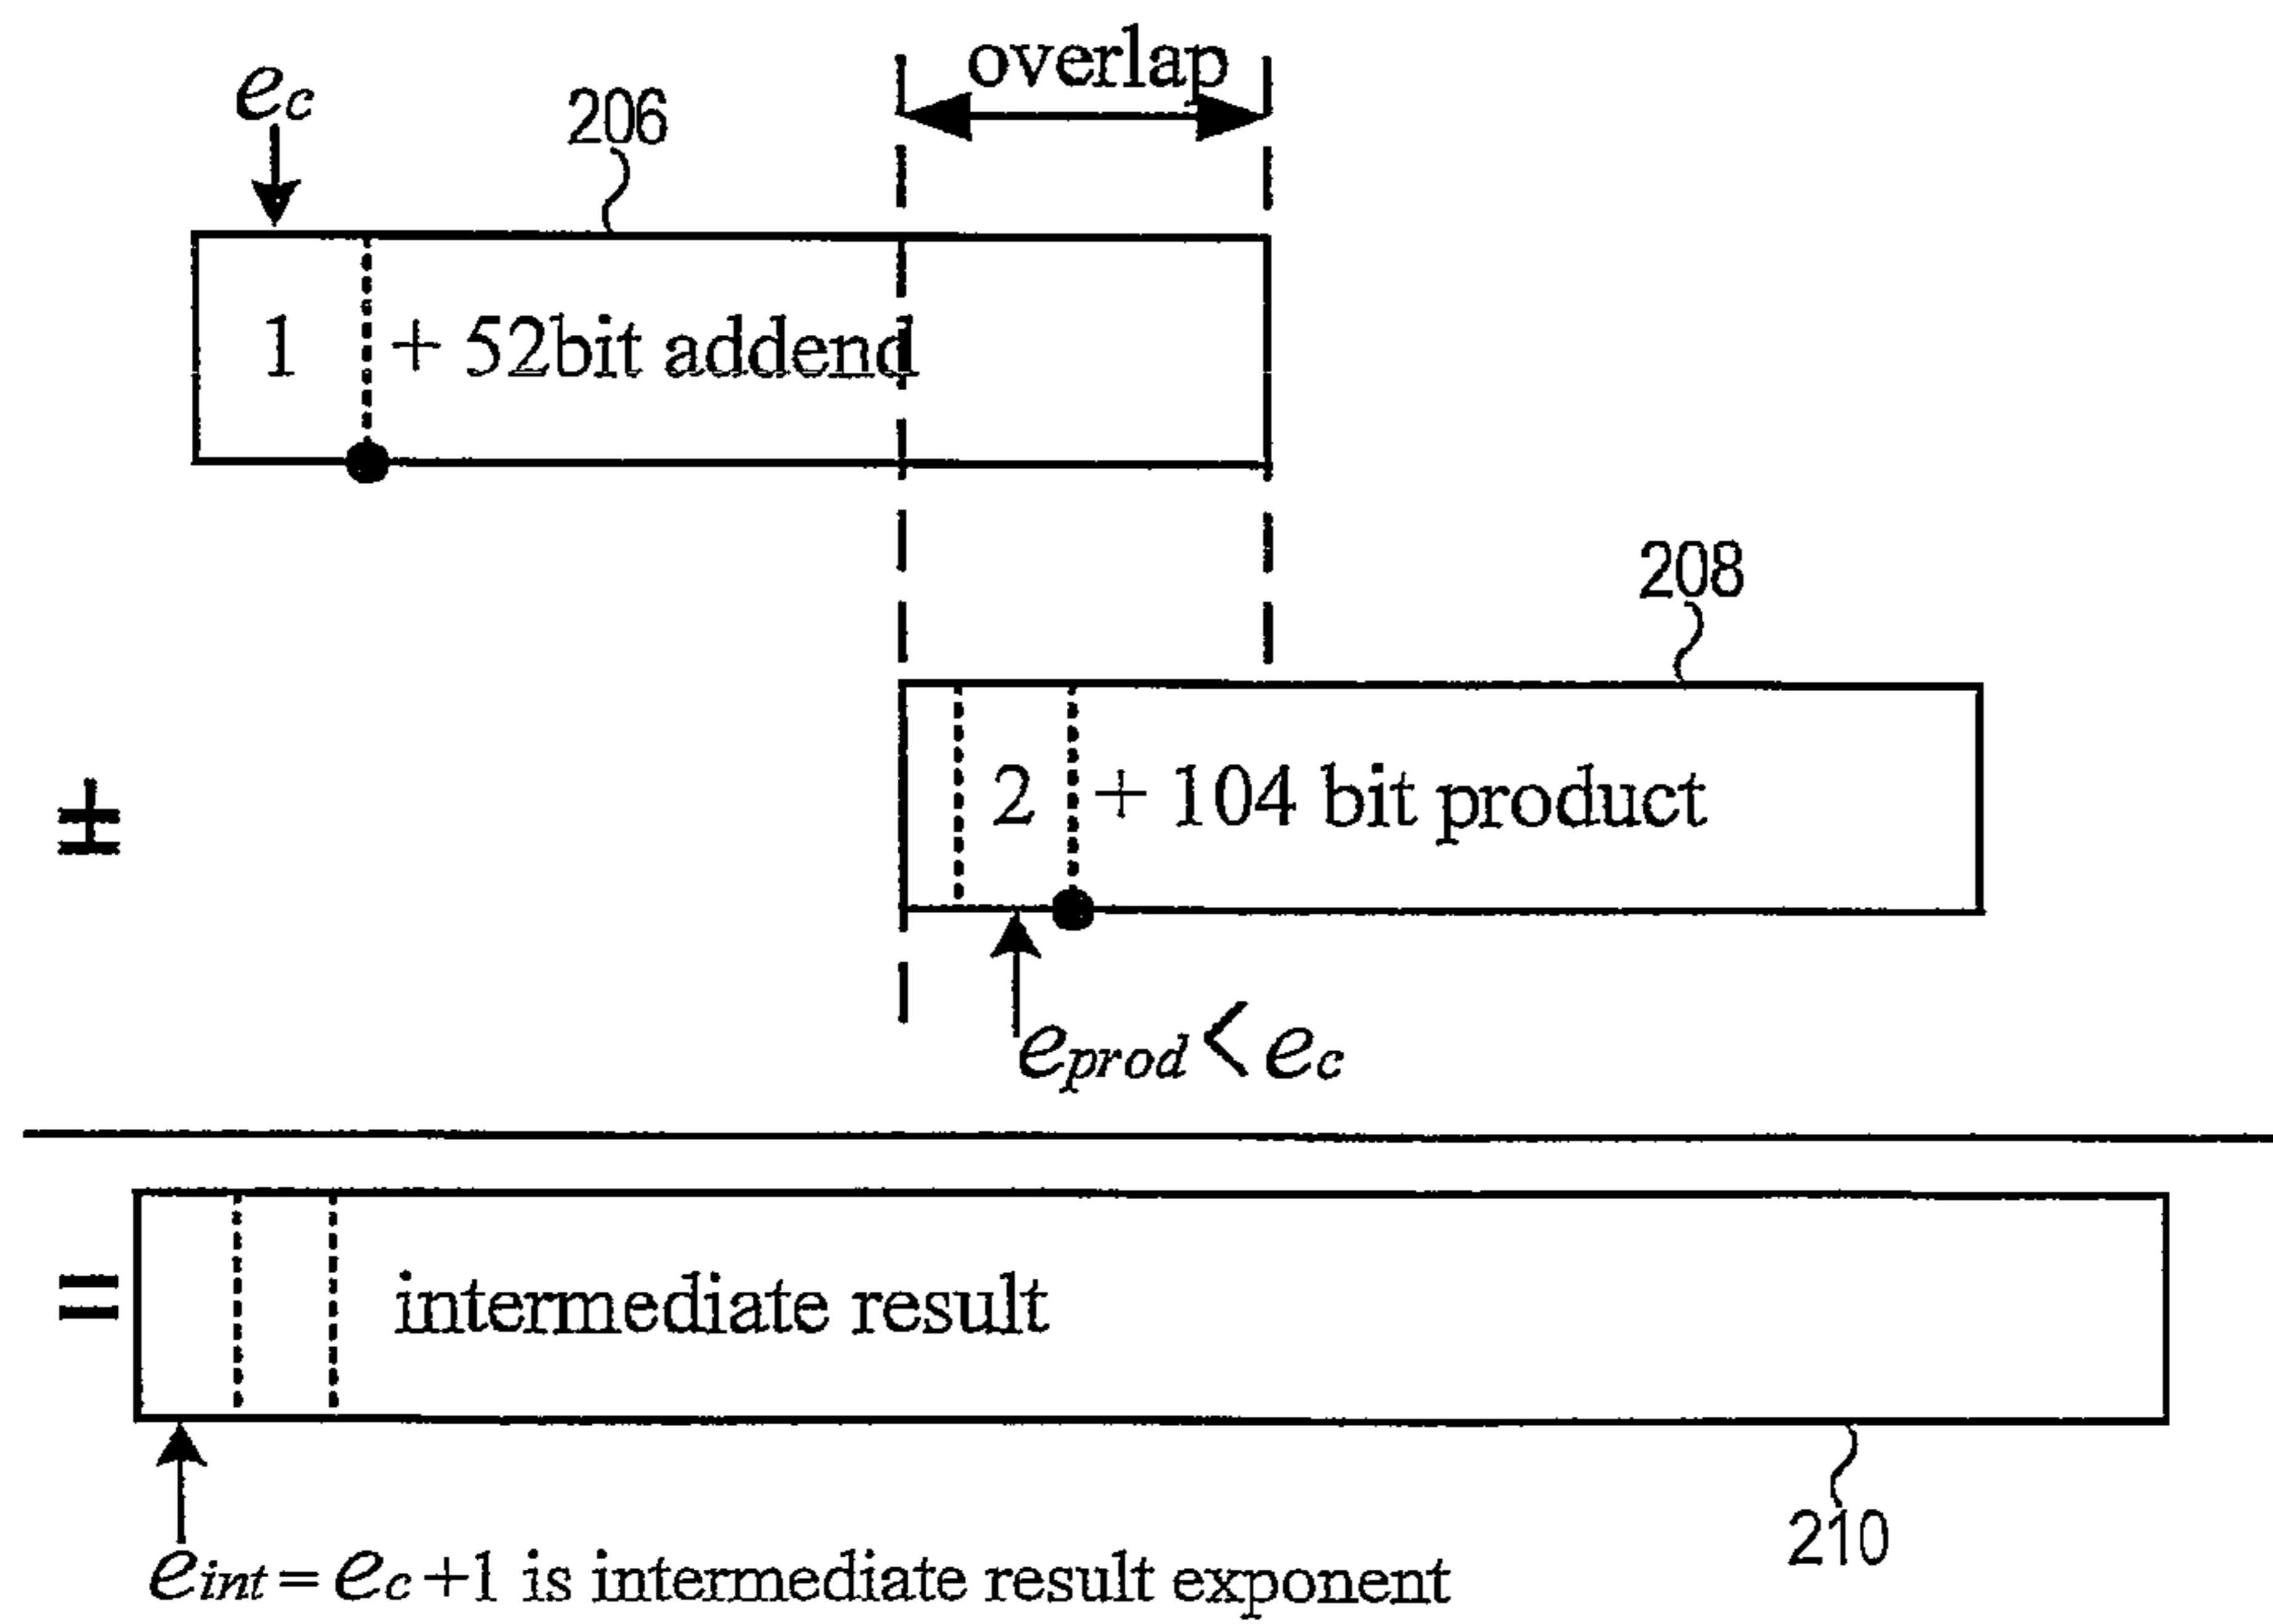 overlap
e_c
206
1 + 52bit addend
208
± 2 + 104 bit product
e_prod < e_c
= intermediate result
210
e_int = e_c +1 is intermediate result exponent